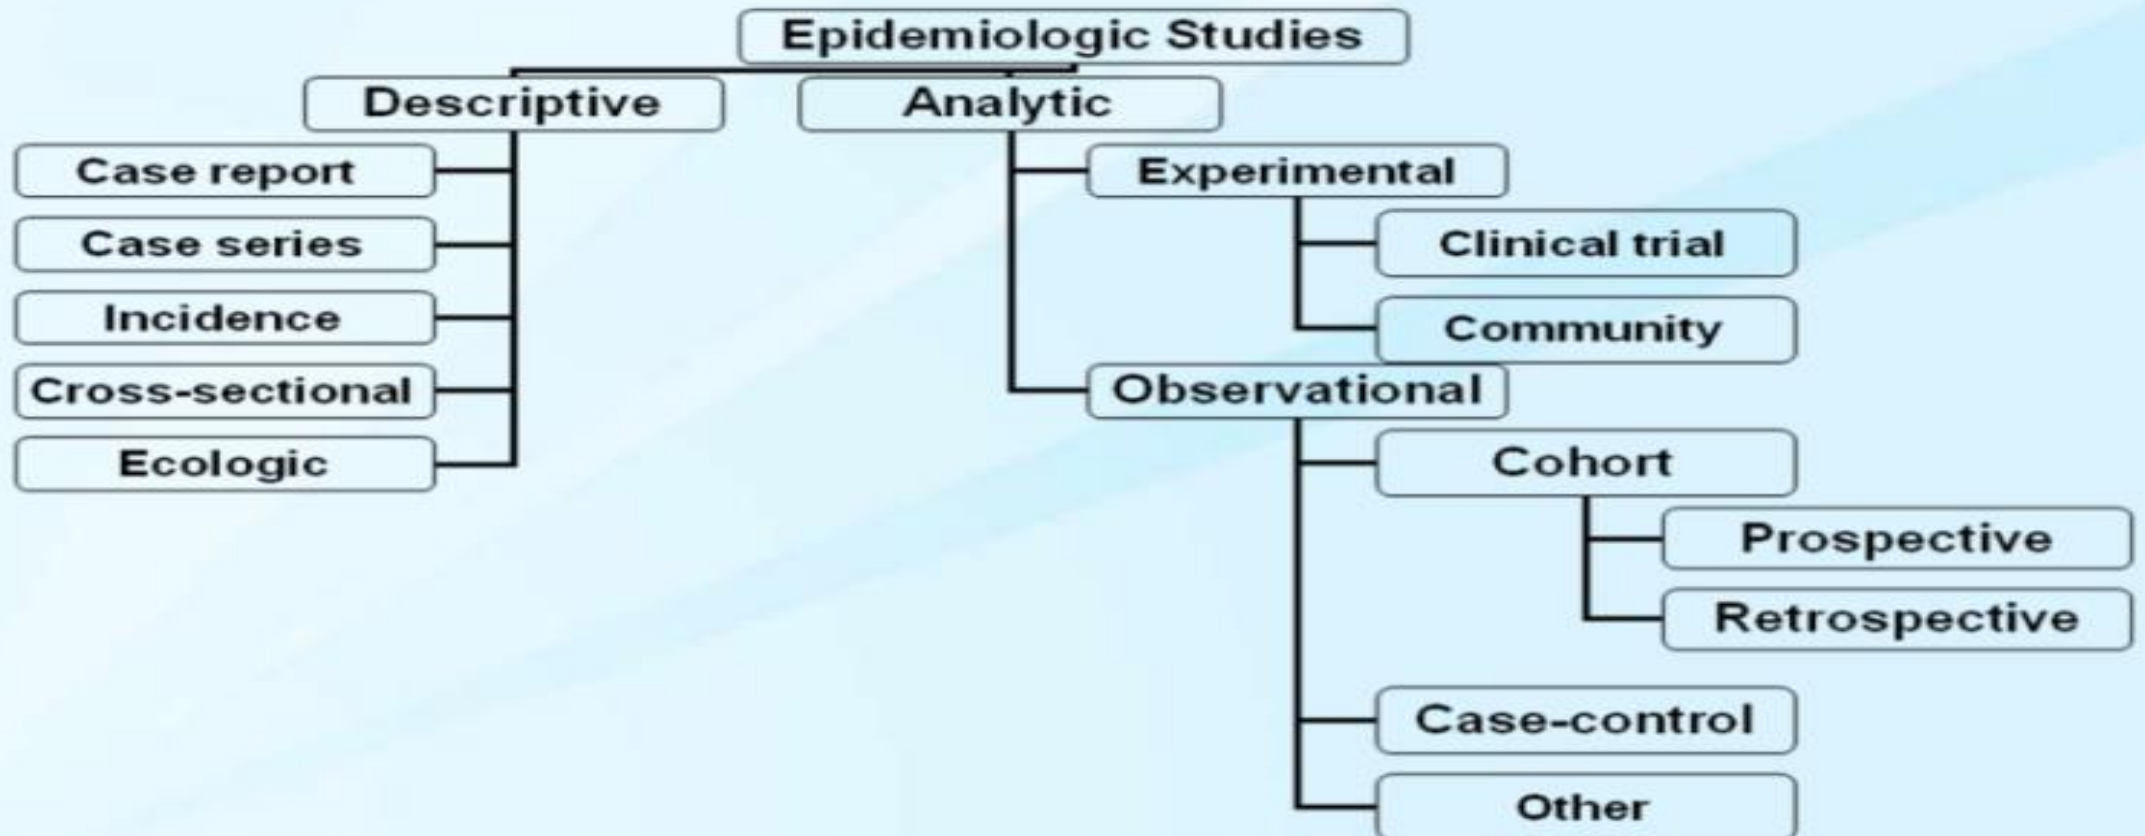 Epidemiologic Studies
Descriptive
Analytic
Case report
Experimental
Case series
Clinical trial
Incidence
Community
Cross-sectional
Observational
Ecologic
Cohort
Prospective
Retrospective
Case-control
Other